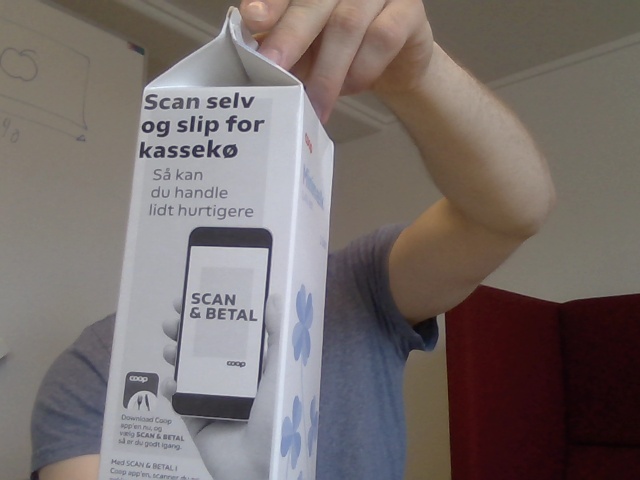 Scan selv
og slip for
kassekø
Så kan
du handle
lidt hurtigere
SCAN
& BETAL
coop
coop
Download Coop
app'en nu, og
vælg SCAN & BETAL
så er du godt igang.
Med SCAN & BETAL i
Coop app'en, scanner du